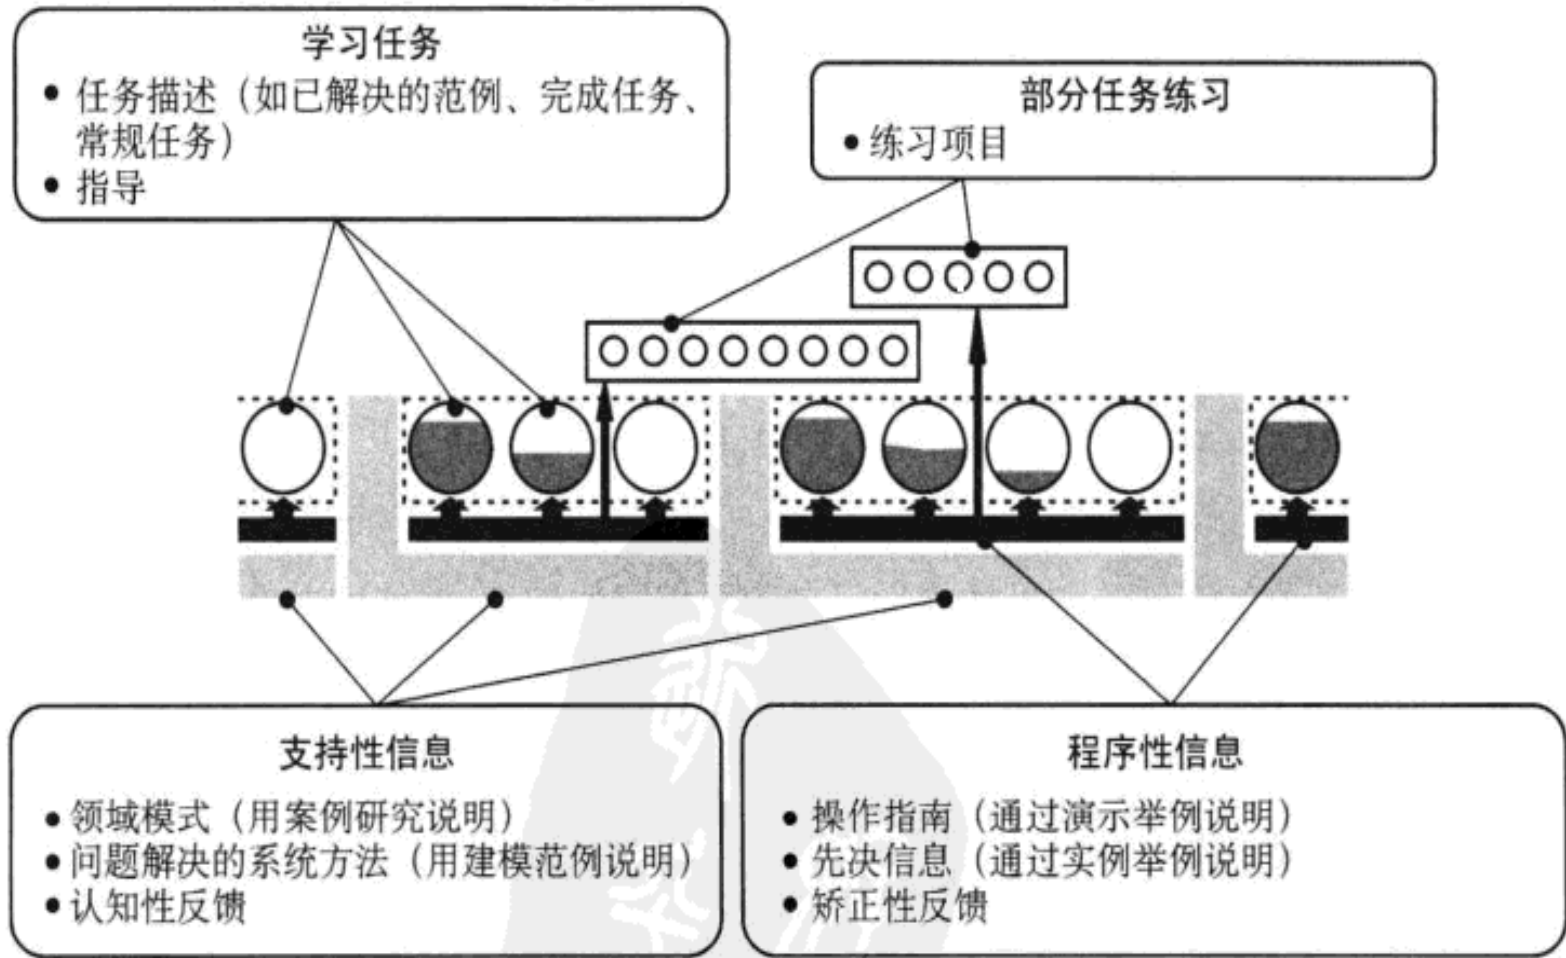 学习任务
● 任务描述（如已解决的范例、完成任务、
常规任务）
● 指导
部分任务练习
● 练习项目
支持性信息
● 领域模式（用案例研究说明）
● 问题解决的系统方法（用建模范例说明）
● 认知性反馈
程序性信息
● 操作指南（通过演示举例说明）
● 先决信息（通过实例举例说明）
● 矫正性反馈